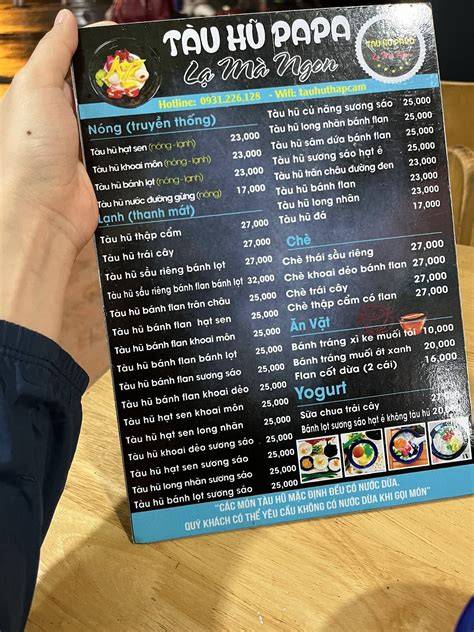 TÀU HŨ PAPA
Lạ Mà Ngon
TÀU HŨ PAPA
Lạ Mà Ngon
Hotline: 0931.226.128 - Wifi: tauhuthapcam
Nóng (truyền thống)
Tàu hũ hạt sen (nóng-lạnh) 23,000
Tàu hũ khoai môn (nóng-lạnh) 23,000
Tàu hũ bánh lọt (nóng-lạnh) 23,000
Tàu hũ nước đường gừng (nóng) 17,000
Lạnh (thanh mát)
Tàu hũ thập cẩm 27,000
Tàu hũ trái cây 27,000
Tàu hũ sầu riêng bánh lọt 27,000
Tàu hũ sầu riêng bánh flan bánh lọt 32,000
Tàu hũ bánh flan trân châu 25,000
Tàu hũ bánh flan hạt sen 25,000
Tàu hũ bánh flan khoai môn 25,000
Tàu hũ bánh flan bánh lọt 25,000
Tàu hũ bánh flan sương sáo 25,000
Tàu hũ bánh flan khoai dẻo 25,000
Tàu hũ hạt sen khoai môn 25,000
Tàu hũ hạt sen long nhãn 25,000
Tàu hũ khoai dẻo sương sáo 25,000
Tàu hũ hạt sen sương sáo 25,000
Tàu hũ long nhãn sương sáo 25,000
Tàu hũ bánh lọt sương sáo 25,000
Tàu hũ củ năng sương sáo 25,000
Tàu hũ long nhãn bánh flan 25,000
Tàu hũ sâm dứa bánh flan 25,000
Tàu hũ sương sáo hạt é 25,000
Tàu hũ trân châu đường đen 25,000
Tàu hũ bánh flan
Tàu hũ long nhãn
Tàu hũ đá 17,000
Chè
Chè thái sầu riêng 27,000
Chè khoai dẻo bánh flan 27,000
Chè trái cây 27,000
Chè thập cẩm có flan 27,000
Ăn Vặt
Bánh tráng xì ke muối tỏi 10,000
Bánh tráng muối ớt xanh 20,000
Flan cốt dừa (2 cái) 16,000
Yogurt
Sữa chua trái cây 27,000
Bánh lọt sương sáo hạt é không tàu hũ
"CÁC MÓN TÀU HŨ MẶC ĐỊNH ĐỀU CÓ NƯỚC DỪA.
QUÝ KHÁCH CÓ THỂ YÊU CẦU KHÔNG CÓ NƯỚC DỪA KHI GỌI MÓN"